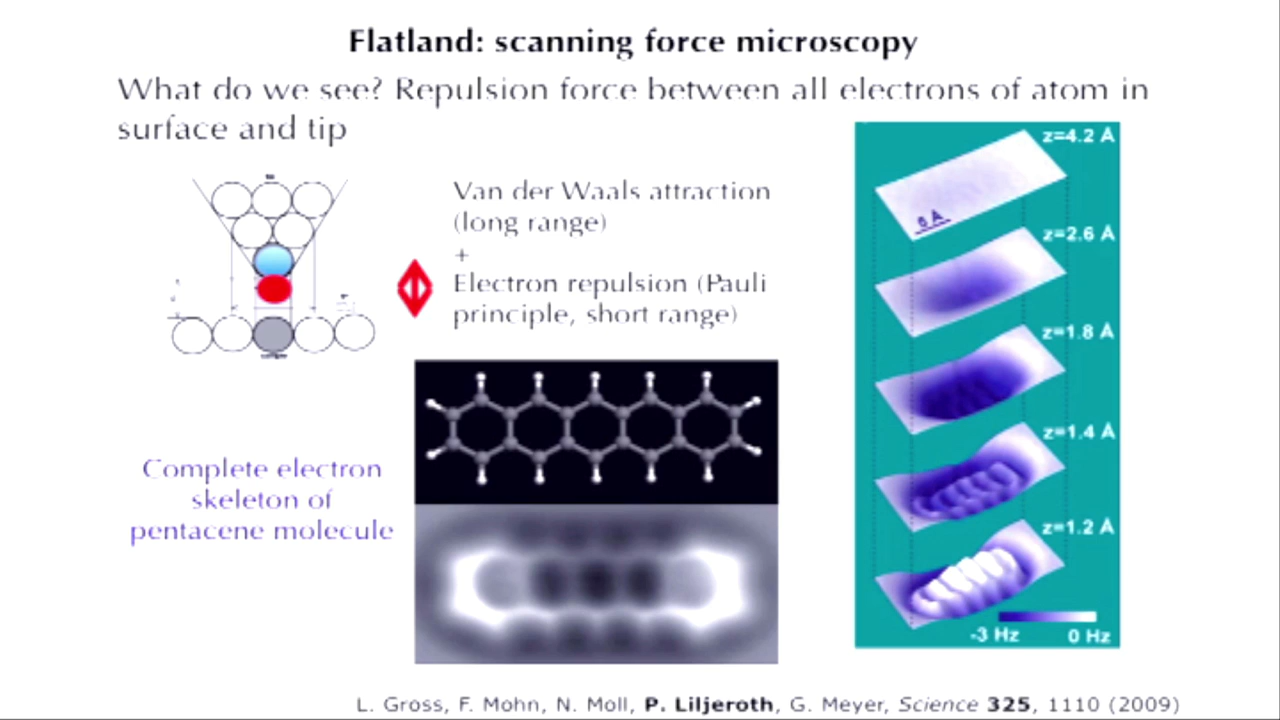 Flatland: scanning force microscopy
What do we see? Repulsion force between all electrons of atom in
surface and tip
Van der Waals attraction
(long range)
+
Electron repulsion (Pauli
principle, short range)
Complete electron
skeleton of
pentacene molecule
z=4.2 Å
z=2.6 Å
z=1.8 Å
z=1.4 Å
z=1.2 Å
-3 Hz 0 Hz
L. Gross, F. Mohn, N. Moll, P. Liljeroth, G. Meyer, Science 325, 1110 (2009)